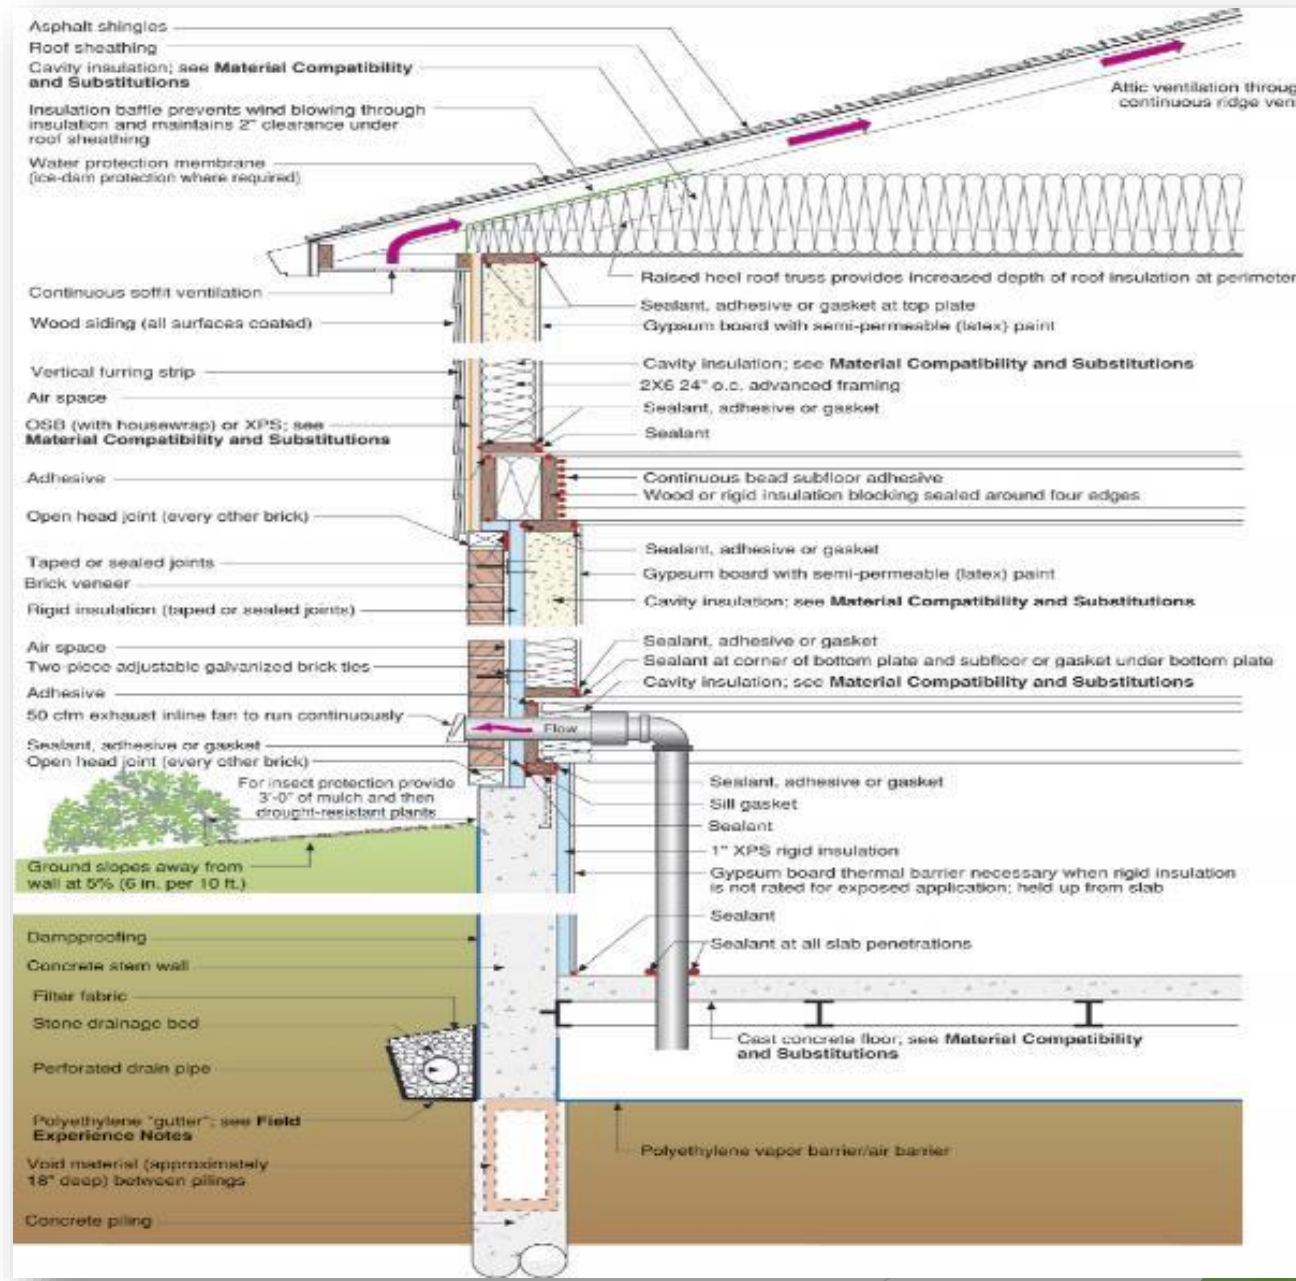 Asphalt shingles
Roof sheathing
Cavity insulation; see Material Compatibility
and Substitutions
Insulation baffle prevents wind blowing through
insulation and maintains 2" clearance under
roof sheathing
Water protection membrane
(ice-dam protection where required)
Continuous soffit ventilation
Wood siding (all surfaces coated)
Vertical furring strip
Air space
OSB (with housewrap) or XPS; see
Material Compatibility and Substitutions
Adhesive
Open head joint (every other brick)
Taped or sealed joints
Brick veneer
Rigid insulation (taped or sealed joints)
Air space
Two-piece adjustable galvanized brick ties
Adhesive
50 cfm exhaust inline fan to run continuously
Sealant, adhesive or gasket
Open head joint (every other brick)
For insect protection provide
3'-0" of mulch and then
drought-resistant plants
Ground slopes away from
wall at 5% (6 in. per 10 ft.)
Dampproofing
Concrete stem wall
Filter fabric
Stone drainage bed
Perforated drain pipe
Polyethylene "gutter"; see Field
Experience Notes
Void material (approximately
18" deep) between pilings
Concrete piling
Attic ventilation throug
continuous ridge vent
Raised heel roof truss provides increased depth of roof insulation at perimeter
Sealant, adhesive or gasket at top plate
Gypsum board with semi-permeable (latex) paint
Cavity insulation; see Material Compatibility and Substitutions
2X6 24" o.c. advanced framing
Sealant, adhesive or gasket
Sealant
Continuous bead subfloor adhesive
Wood or rigid insulation blocking sealed around four edges
Sealant, adhesive or gasket
Gypsum board with semi-permeable (latex) paint
Cavity insulation; see Material Compatibility and Substitutions
Sealant, adhesive or gasket
Sealant at corner of bottom plate and subfloor or gasket under bottom plate
Cavity insulation; see Material Compatibility and Substitutions
Flow
Sealant, adhesive or gasket
Sill gasket
Sealant
1" XPS rigid insulation
Gypsum board thermal barrier necessary when rigid insulation
is not rated for exposed application; held up from slab
Sealant
Sealant at all slab penetrations
Cast concrete floor; see Material Compatibility
and Substitutions
Polyethylene vapor barrier/air barrier